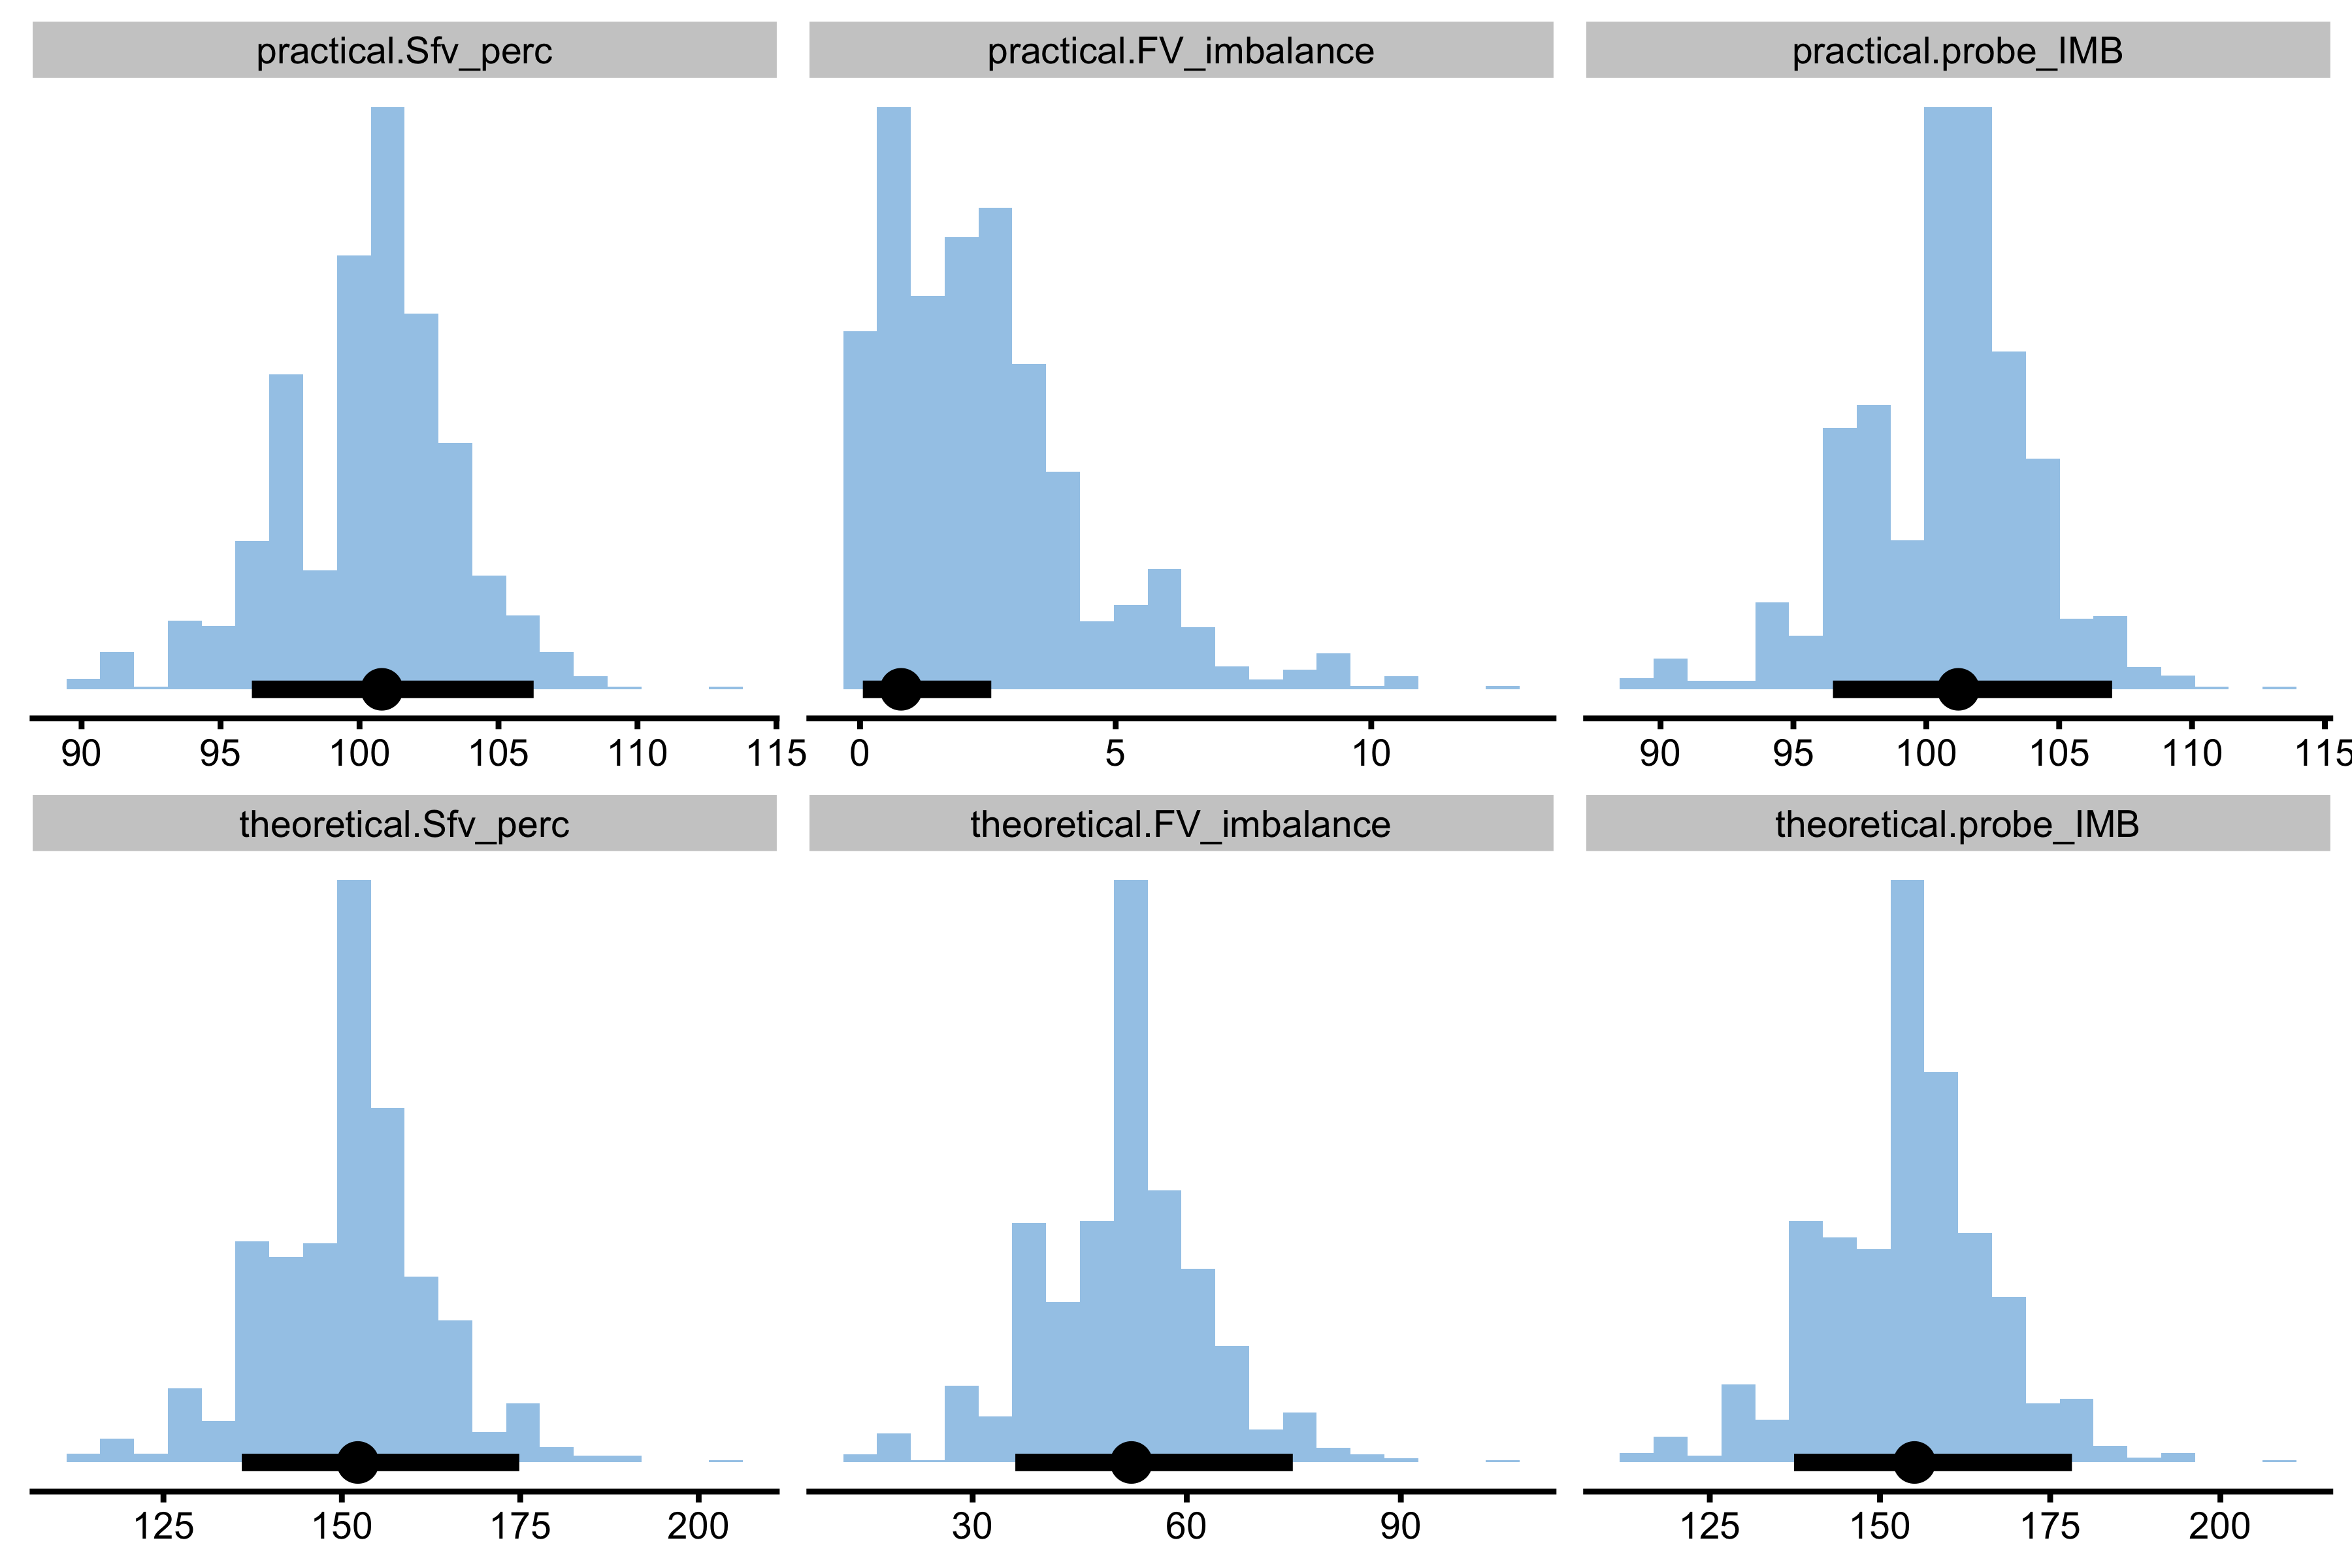 practical.Sfv_perc practical.FV_imbalance practical.probe_IMB
90 95 100 105 110 115 0 5 10 90 95 100 105 110 115
theoretical.Sfv_perc theoretical.FV_imbalance theoretical.probe_IMB
125 150 175 200 30 60 90 125 150 175 200